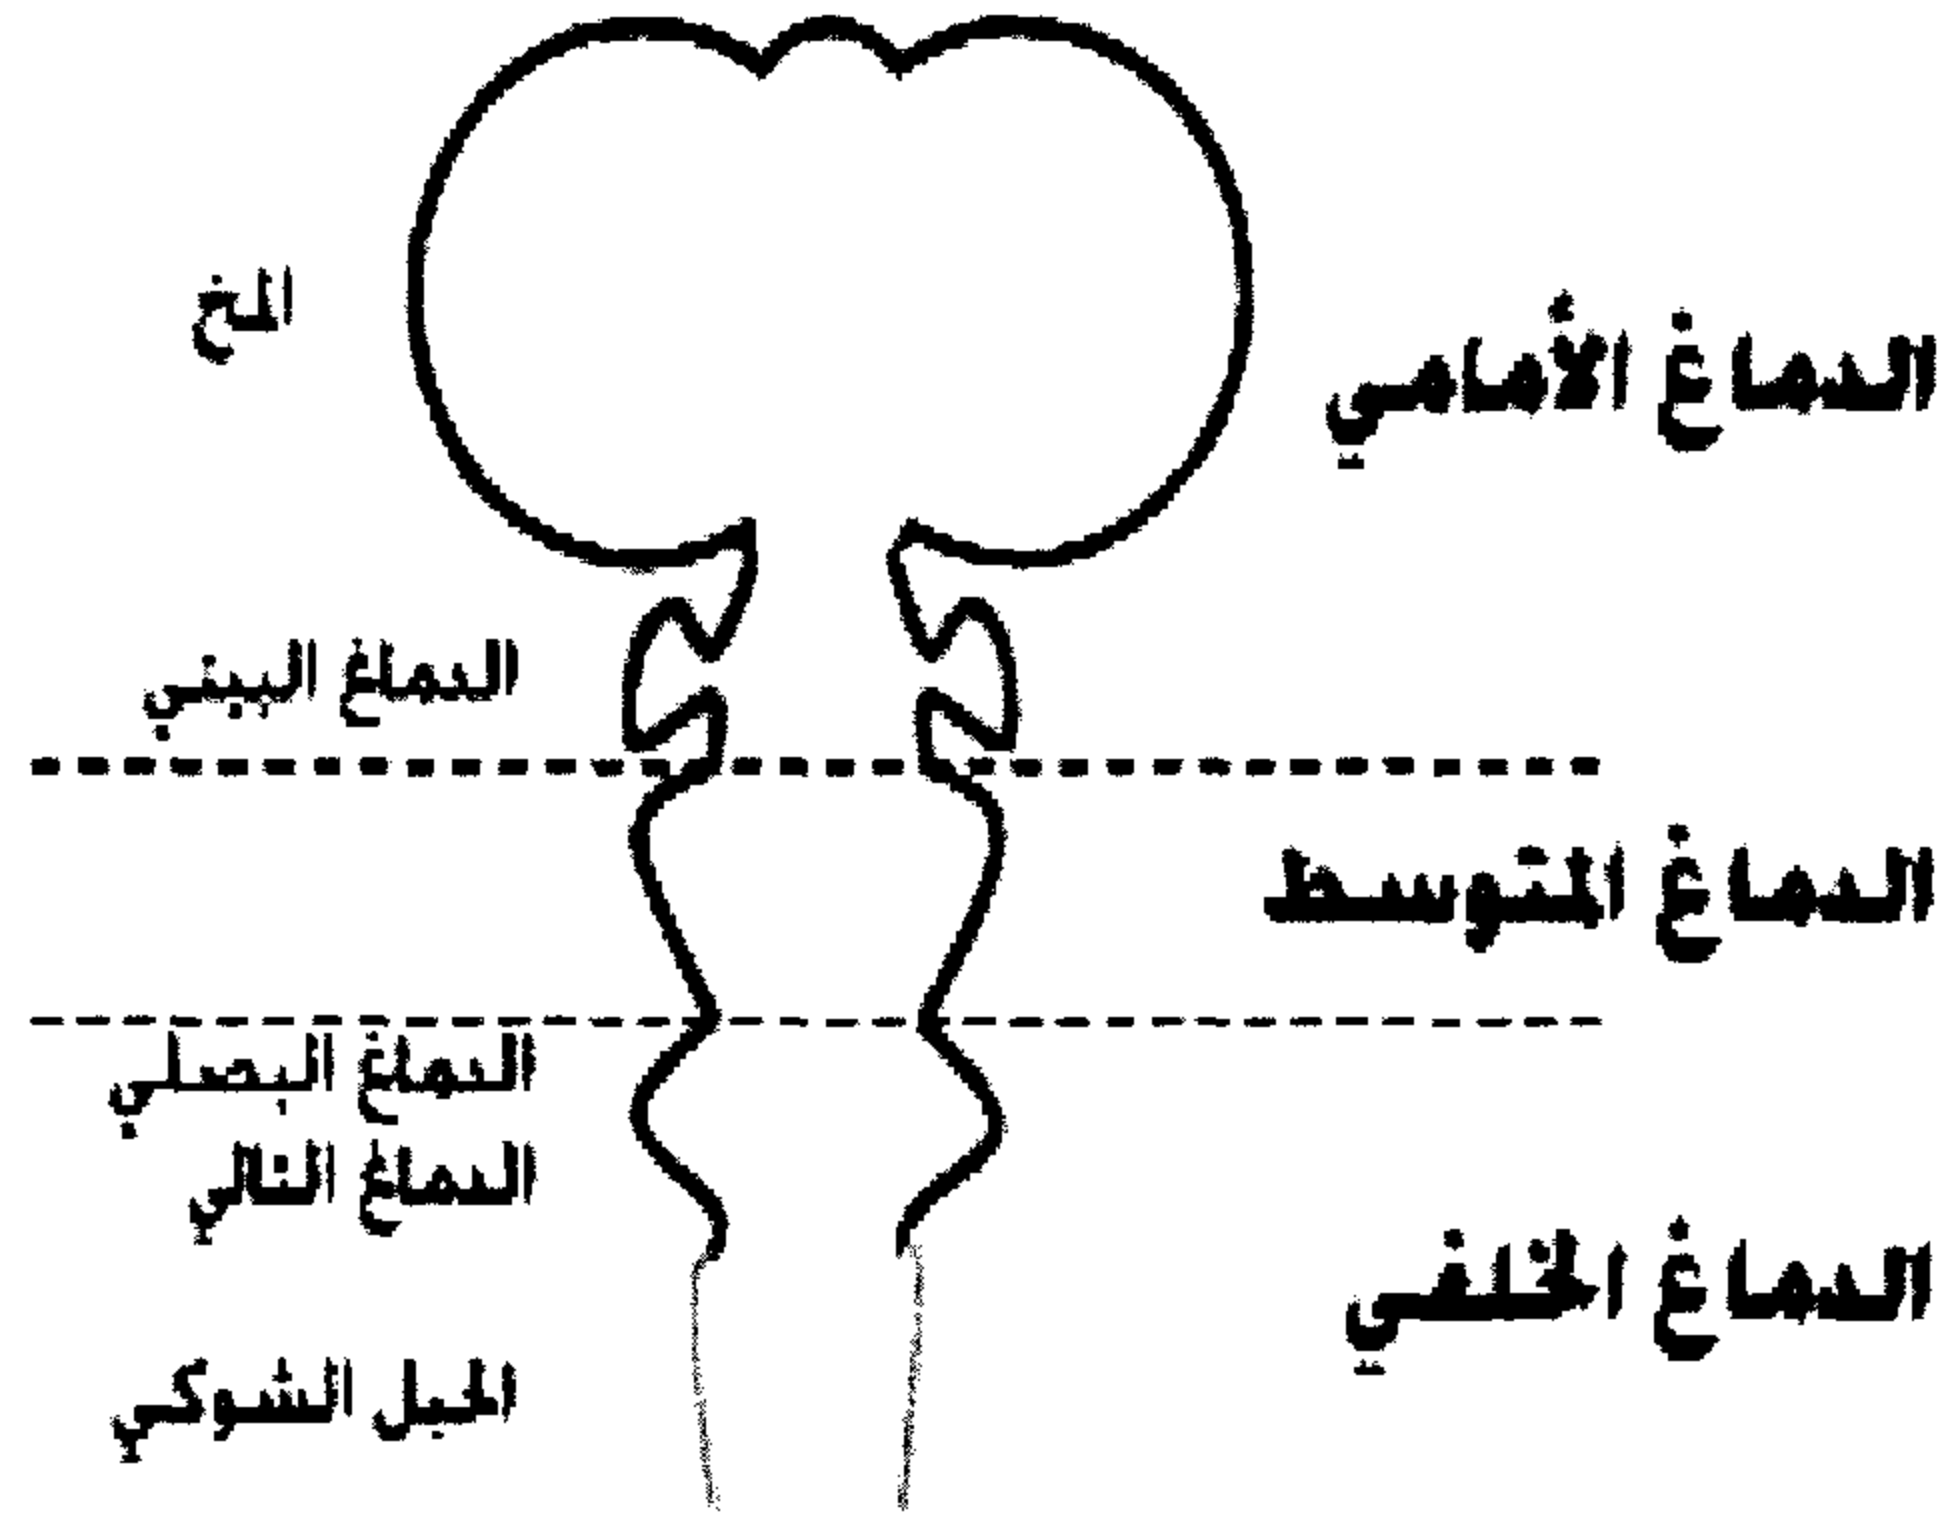 المخ
الدماغ الأمامي
الدماغ البيني
الدماغ المتوسط
الدماغ البصلي
الدماغ التالي
الدماغ الخلفي
الحبل الشوكي